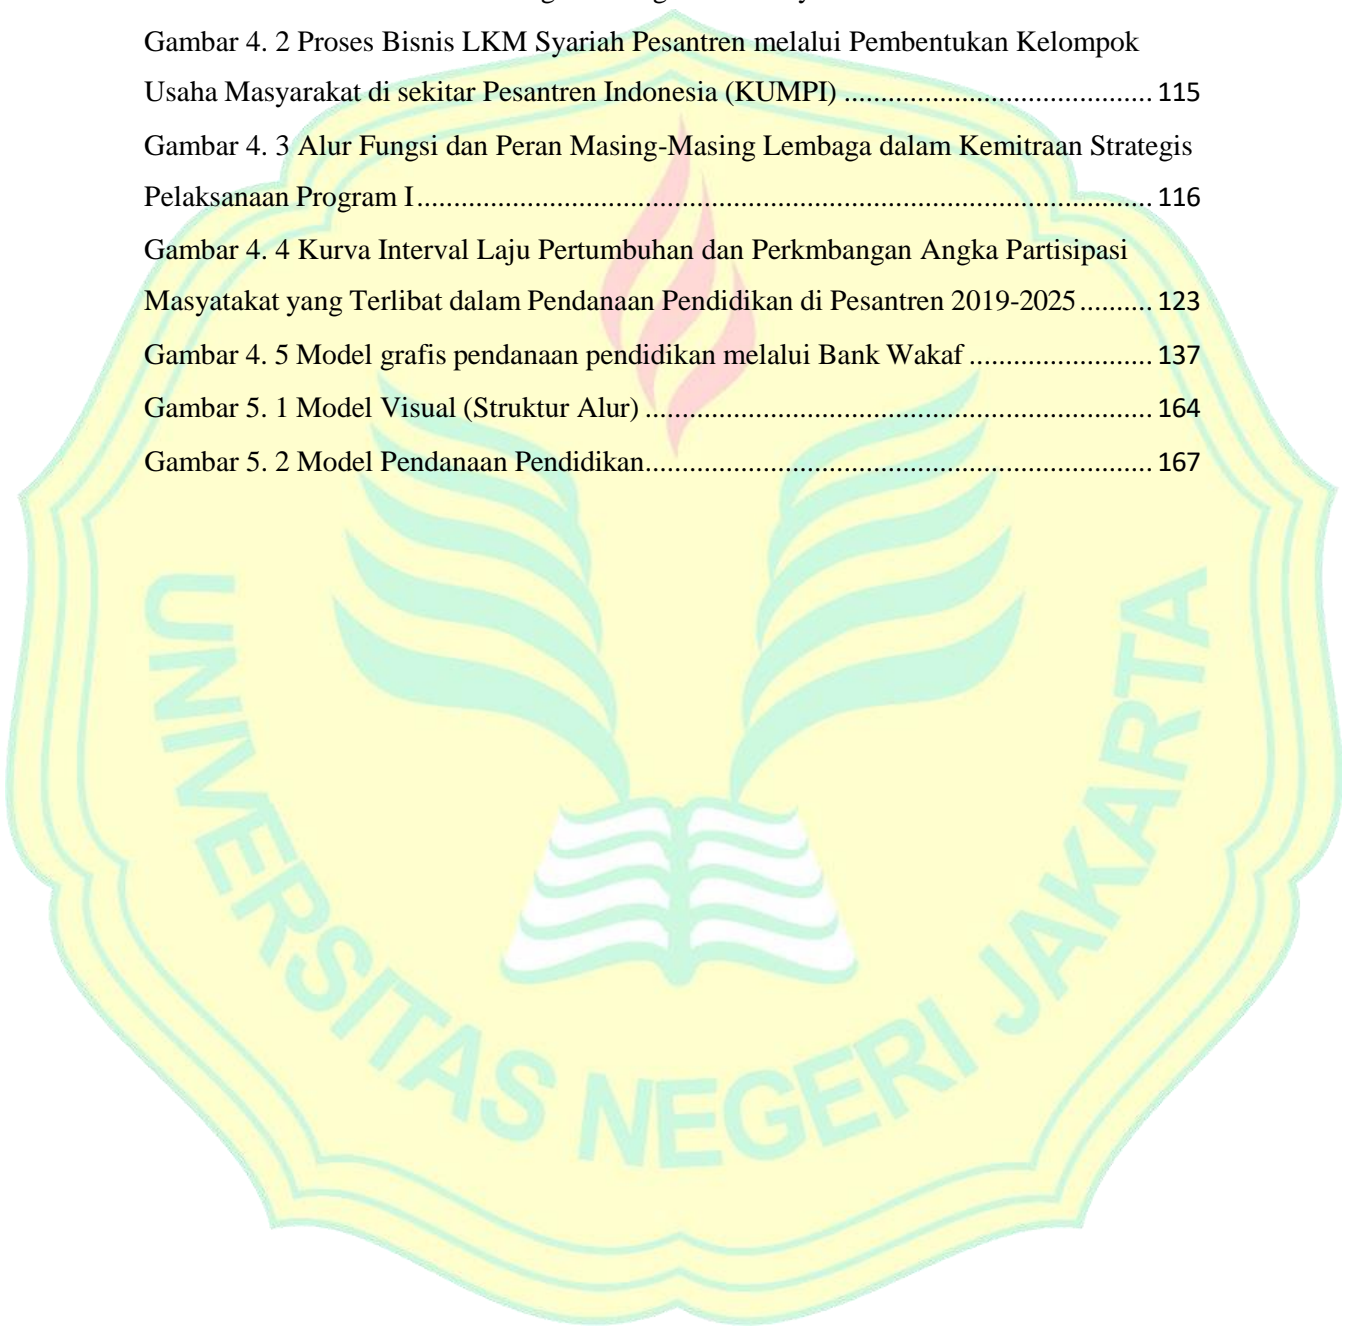 Gambar 4. 2 Proses Bisnis LKM Syariah Pesantren melalui Pembentukan Kelompok
Usaha Masyarakat di sekitar Pesantren Indonesia (KUMPI) ...................................... 115
Gambar 4. 3 Alur Fungsi dan Peran Masing-Masing Lembaga dalam Kemitraan Strategis
Pelaksanaan Program I......................................................................................... 116
Gambar 4. 4 Kurva Interval Laju Pertumbuhan dan Perkmbangan Angka Partisipasi
Masyatakat yang Terlibat dalam Pendanaan Pendidikan di Pesantren 2019-2025......... 123
Gambar 4. 5 Model grafis pendanaan pendidikan melalui Bank Wakaf ....................... 137
Gambar 5. 1 Model Visual (Struktur Alur) ................................................................ 164
Gambar 5. 2 Model Pendanaan Pendidikan................................................................ 167
UNIVERSITAS NEGERI JAKARTA